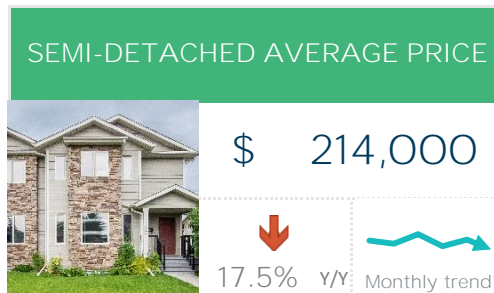 SEMI-DETACHED AVERAGE PRICE
$ 214,000
17.5% Y/Y
Monthly trend*